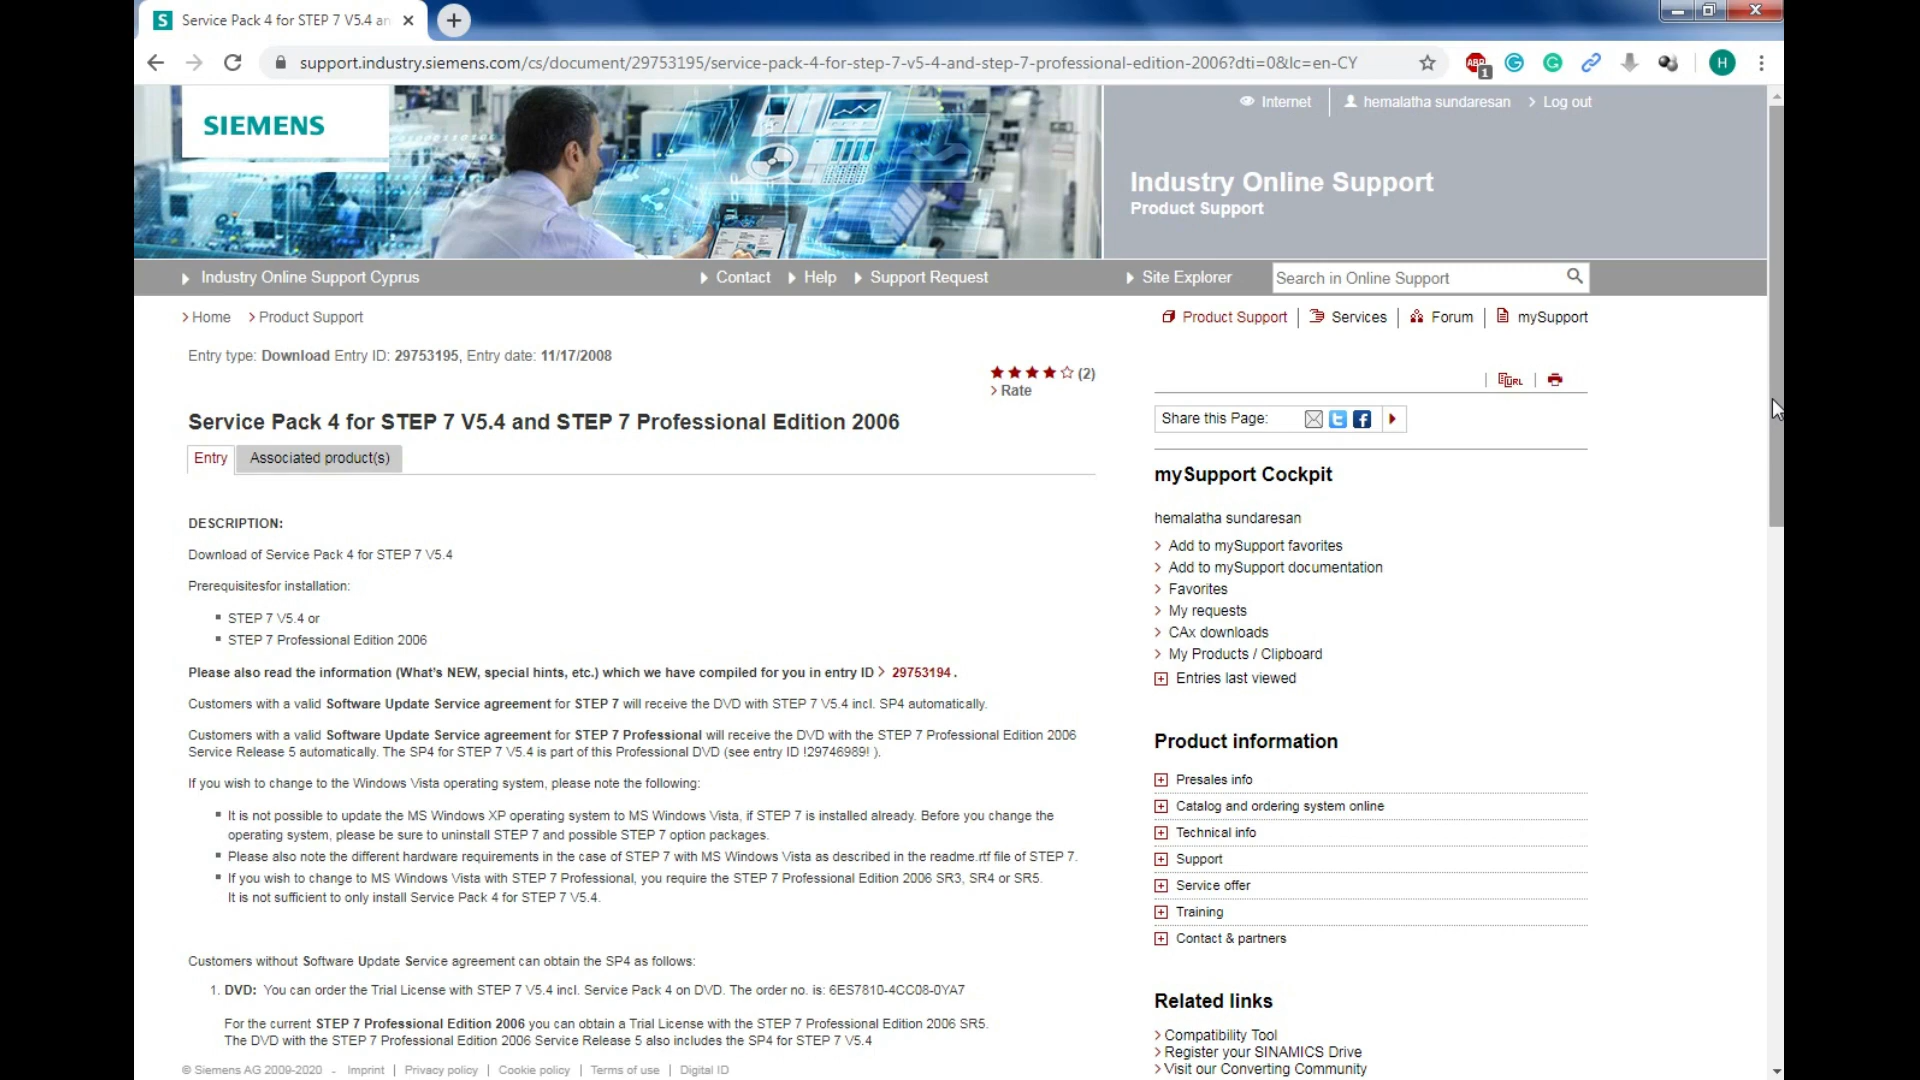 Service Pack 4 for STEP 7 V5.4 an
support.industry.siemens.com/cs/document/29753195/service-pack-4-for-step-7-v5-4-and-step-7-professional-edition-2006?dti=0&lc=en-CY
ABP
1
H
SIEMENS
Internet
hemalatha sundaresan
Log out
Industry Online Support
Product Support
Industry Online Support Cyprus
Contact
Help
Support Request
Site Explorer
Search in Online Support
Home
Product Support
Product Support
Services
Forum
mySupport
Entry type: Download Entry ID: 29753195, Entry date: 11/17/2008
(2)
Rate
URL
Service Pack 4 for STEP 7 V5.4 and STEP 7 Professional Edition 2006
Share this Page:
Entry
Associated product(s)
DESCRIPTION:
Download of Service Pack 4 for STEP 7 V5.4
Prerequisitesfor installation:
STEP 7 V5.4 or
STEP 7 Professional Edition 2006
Please also read the information (What's NEW, special hints, etc.) which we have compiled for you in entry ID 29753194 .
Customers with a valid Software Update Service agreement for STEP 7 will receive the DVD with STEP 7 V5.4 incl. SP4 automatically.
Customers with a valid Software Update Service agreement for STEP 7 Professional will receive the DVD with the STEP 7 Professional Edition 2006
Service Release 5 automatically. The SP4 for STEP 7 V5.4 is part of this Professional DVD (see entry ID !29746989! ).
If you wish to change to the Windows Vista operating system, please note the following:
It is not possible to update the MS Windows XP operating system to MS Windows Vista, if STEP 7 is installed already. Before you change the
operating system, please be sure to uninstall STEP 7 and possible STEP 7 option packages.
Please also note the different hardware requirements in the case of STEP 7 with MS Windows Vista as described in the readme.rtf file of STEP 7.
If you wish to change to MS Windows Vista with STEP 7 Professional, you require the STEP 7 Professional Edition 2006 SR3, SR4 or SR5.
It is not sufficient to only install Service Pack 4 for STEP 7 V5.4.
Customers without Software Update Service agreement can obtain the SP4 as follows:
1. DVD: You can order the Trial License with STEP 7 V5.4 incl. Service Pack 4 on DVD. The order no. is: 6ES7810-4CC08-0YA7
For the current STEP 7 Professional Edition 2006 you can obtain a Trial License with the STEP 7 Professional Edition 2006 SR5.
The DVD with the STEP 7 Professional Edition 2006 Service Release 5 also includes the SP4 for STEP 7 V5.4
mySupport Cockpit
hemalatha sundaresan
Add to mySupport favorites
Add to mySupport documentation
Favorites
My requests
CAx downloads
My Products / Clipboard
Entries last viewed
Product information
Presales info
Catalog and ordering system online
Technical info
Support
Service offer
Training
Contact & partners
Related links
Compatibility Tool
Register your SINAMICS Drive
Visit our Converting Community
© Siemens AG 2009-2020 - Imprint | Privacy policy | Cookie policy | Terms of use | Digital ID